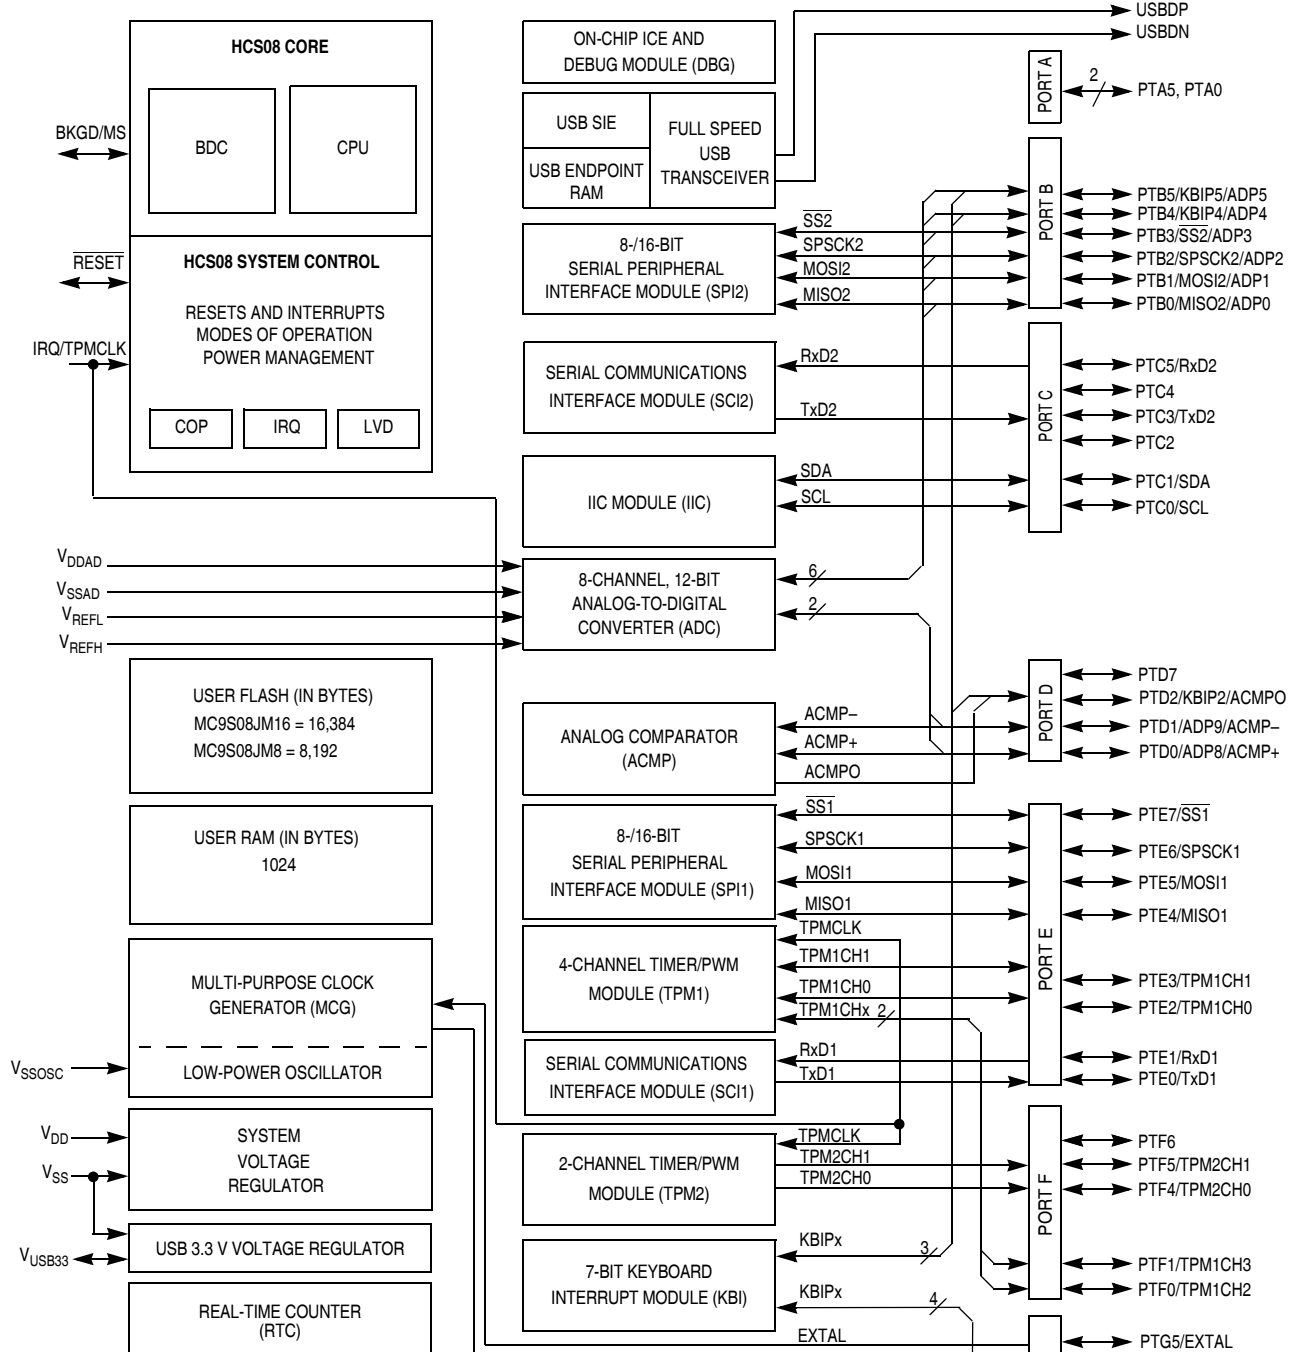 HCS08 CORE
BDC
CPU
BKGD/MS
RESET
IRQ/TPMCLK
HCS08 SYSTEM CONTROL
RESETS AND INTERRUPTS
MODES OF OPERATION
POWER MANAGEMENT
COP
IRQ
LVD
VDDAD
VSSAD
VREFL
VREFH
USER FLASH (IN BYTES)
MC9S08JM16 = 16,384
MC9S08JM8 = 8,192
USER RAM (IN BYTES)
1024
MULTI-PURPOSE CLOCK
GENERATOR (MCG)
LOW-POWER OSCILLATOR
VSSOSC
VDD
VSS
SYSTEM
VOLTAGE
REGULATOR
VUSB33
USB 3.3 V VOLTAGE REGULATOR
REAL-TIME COUNTER
(RTC)
ON-CHIP ICE AND
DEBUG MODULE (DBG)
USB SIE
USB ENDPOINT
RAM
FULL SPEED
USB
TRANSCEIVER
USBDP
USBDN
8-/16-BIT
SERIAL PERIPHERAL
INTERFACE MODULE (SPI2)
SS2
SPSCK2
MOSI2
MISO2
SERIAL COMMUNICATIONS
INTERFACE MODULE (SCI2)
RxD2
TxD2
IIC MODULE (IIC)
SDA
SCL
8-CHANNEL, 12-BIT
ANALOG-TO-DIGITAL
CONVERTER (ADC)
6
2
ANALOG COMPARATOR
(ACMP)
ACMP–
ACMP+
ACMPO
8-/16-BIT
SERIAL PERIPHERAL
INTERFACE MODULE (SPI1)
SS1
SPSCK1
MOSI1
MISO1
4-CHANNEL TIMER/PWM
MODULE (TPM1)
TPMCLK
TPM1CH1
TPM1CH0
TPM1CHx 2
SERIAL COMMUNICATIONS
INTERFACE MODULE (SCI1)
RxD1
TxD1
2-CHANNEL TIMER/PWM
MODULE (TPM2)
TPMCLK
TPM2CH1
TPM2CH0
7-BIT KEYBOARD
INTERRUPT MODULE (KBI)
KBIPx 3
KBIPx 4
EXTAL
PORT A
2
PTA5, PTA0
PORT B
PTB5/KBIP5/ADP5
PTB4/KBIP4/ADP4
PTB3/SS2/ADP3
PTB2/SPSCK2/ADP2
PTB1/MOSI2/ADP1
PTB0/MISO2/ADP0
PORT C
PTC5/RxD2
PTC4
PTC3/TxD2
PTC2
PTC1/SDA
PTC0/SCL
PORT D
PTD7
PTD2/KBIP2/ACMPO
PTD1/ADP9/ACMP–
PTD0/ADP8/ACMP+
PORT E
PTE7/SS1
PTE6/SPSCK1
PTE5/MOSI1
PTE4/MISO1
PTE3/TPM1CH1
PTE2/TPM1CH0
PTE1/RxD1
PTE0/TxD1
PORT F
PTF6
PTF5/TPM2CH1
PTF4/TPM2CH0
PTF1/TPM1CH3
PTF0/TPM1CH2
PTG5/EXTAL